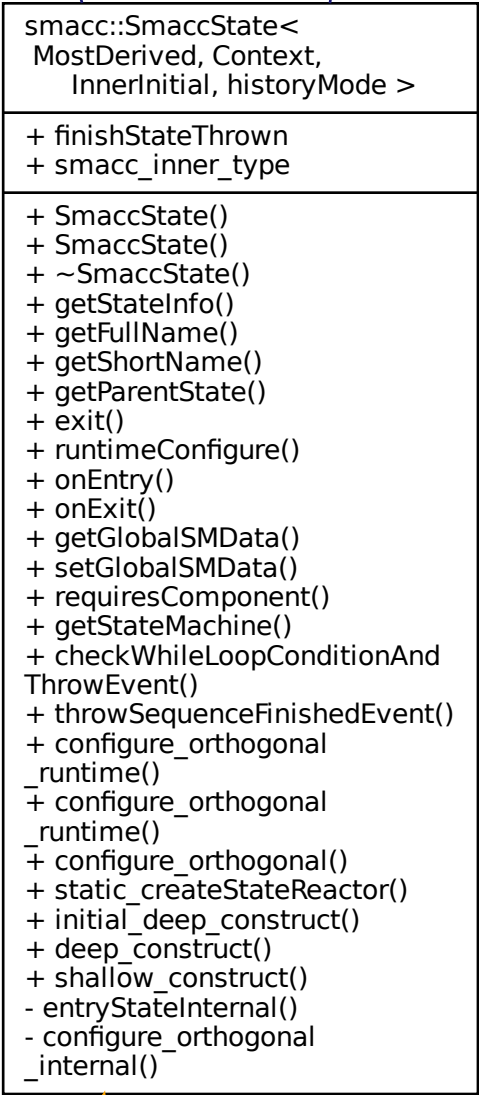 smacc::SmaccState<
MostDerived, Context,
InnerInitial, historyMode >
+ finishStateThrown
+ smacc_inner_type
+ SmaccState()
+ SmaccState()
+ ~SmaccState()
+ getStateInfo()
+ getFullName()
+ getShortName()
+ getParentState()
+ exit()
+ runtimeConfigure()
+ onEntry()
+ onExit()
+ getGlobalSMData()
+ setGlobalSMData()
+ requiresComponent()
+ getStateMachine()
+ checkWhileLoopConditionAnd
ThrowEvent()
+ throwSequenceFinishedEvent()
+ configure_orthogonal
_runtime()
+ configure_orthogonal
_runtime()
+ configure_orthogonal()
+ static_createStateReactor()
+ initial_deep_construct()
+ deep_construct()
+ shallow_construct()
- entryStateInternal()
- configure_orthogonal
_internal()